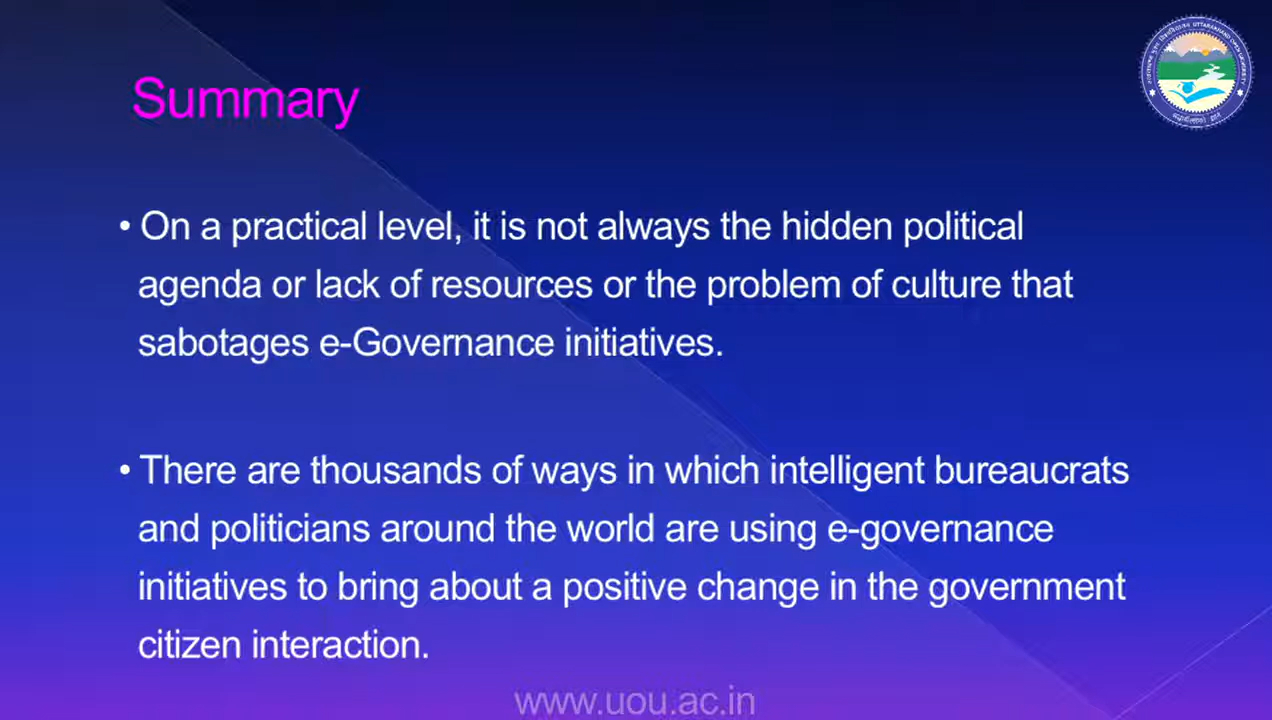 Summary
• On a practical level, it is not always the hidden political
agenda or lack of resources or the problem of culture that
sabotages e-Governance initiatives.
• There are thousands of ways in which intelligent bureaucrats
and politicians around the world are using e-governance
initiatives to bring about a positive change in the government
citizen interaction.
www.uou.ac.in
UTTARAKHAND OPEN UNIVERSITY